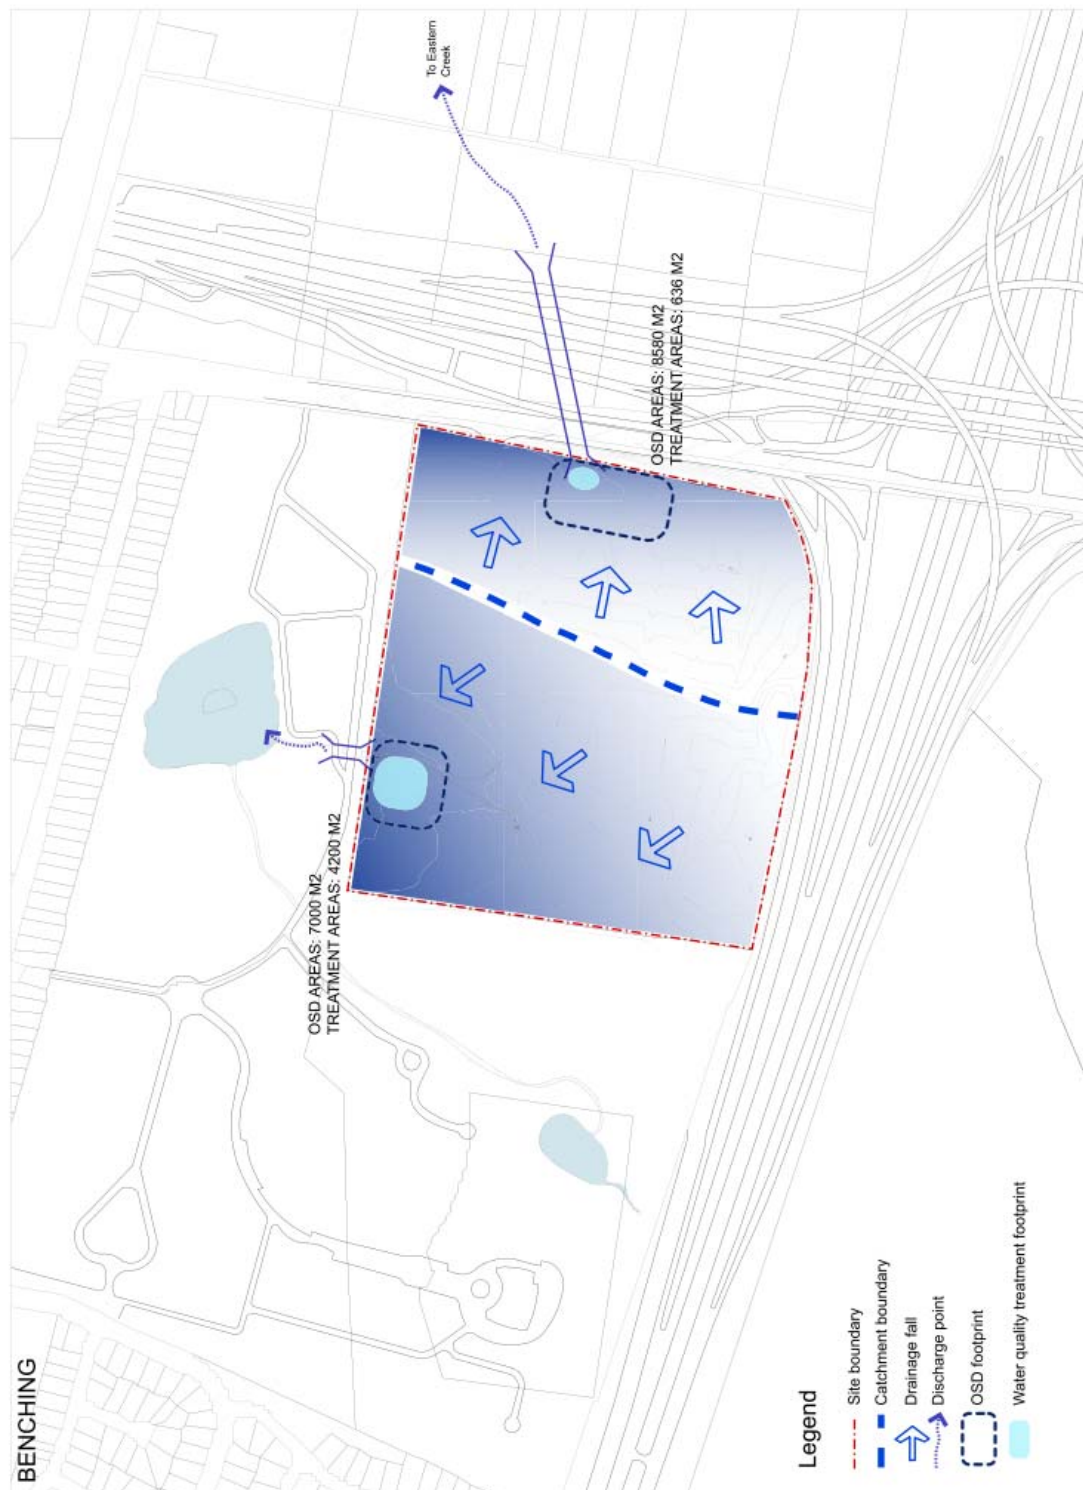 BENCHING
To Eastern
Creek
OSD AREAS: 8580 M2
TREATMENT AREAS: 636 M2
OSD AREAS: 7000 M2
TREATMENT AREAS: 4200 M2
Legend
Site boundary
Catchment boundary
Drainage fall
Discharge point
OSD footprint
Water quality treatment footprint